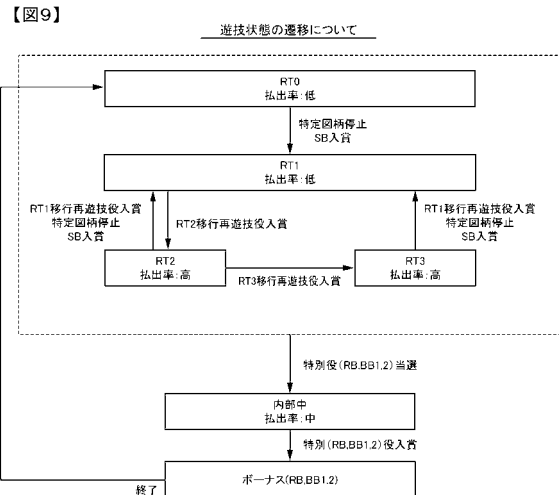 【図9】
遊技状態の遷移について
RT0
払出率:低
特定図柄停止
SB入賞
RT1
払出率:低
RT1移行再遊技役入賞
特定図柄停止
SB入賞
RT2移行再遊技役入賞
RT1移行再遊技役入賞
特定図柄停止
SB入賞
RT2
払出率:高
RT3移行再遊技役入賞
RT3
払出率:高
特別役(RB,BB1,2)当選
内部中
払出率:中
特別(RB,BB1,2)役入賞
ボーナス(RB,BB1,2)
終了